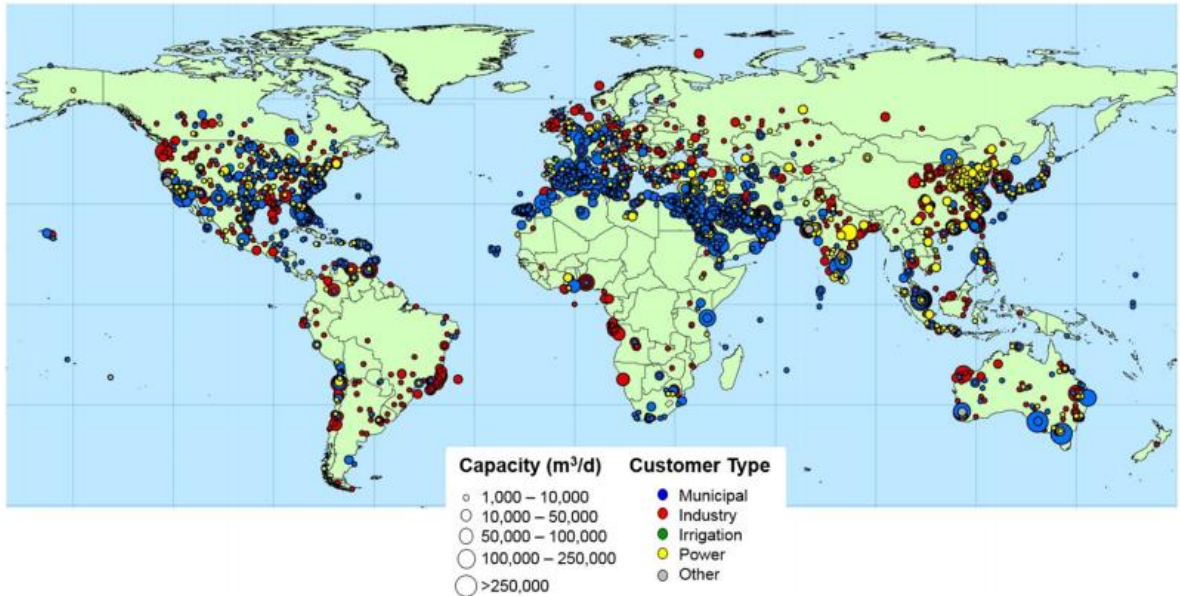 Capacity (m³/d)
1,000 – 10,000
10,000 – 50,000
50,000 – 100,000
100,000 – 250,000
>250,000
Customer Type
Municipal
Industry
Irrigation
Power
Other